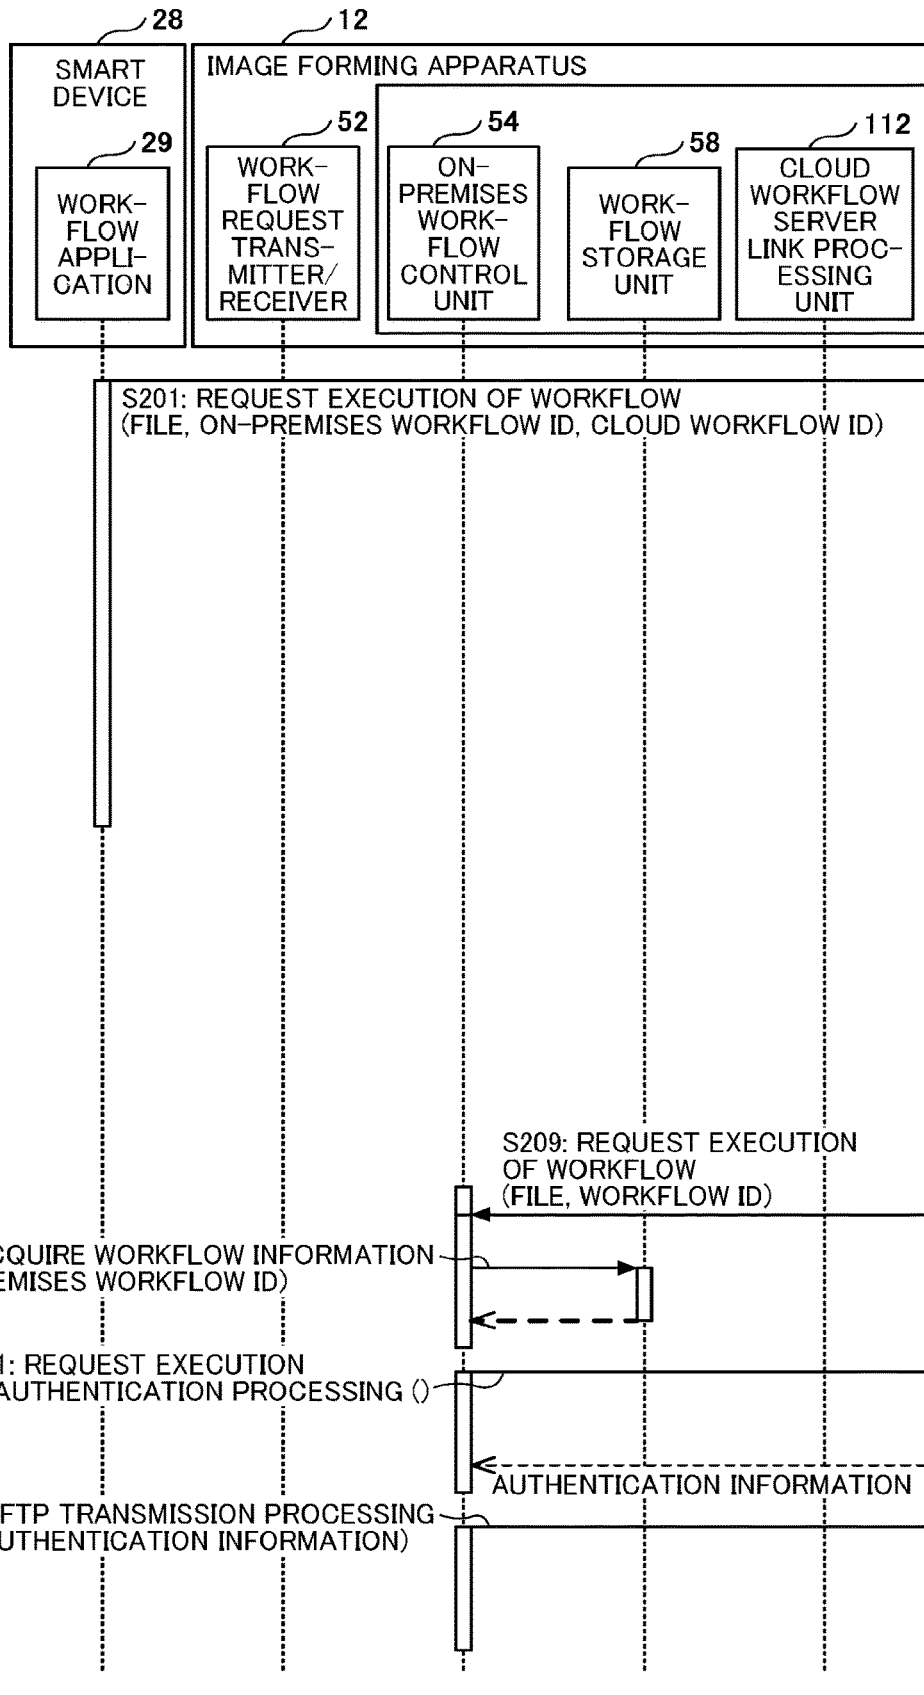 28
12
SMART
DEVICE
IMAGE FORMING APPARATUS
29
52
54
58
112
WORK-
FLOW
APPLI-
CATION
WORK-
FLOW
REQUEST
TRANS-
MITTER/
RECEIVER
ON-
PREMISES
WORK-
FLOW
CONTROL
UNIT
WORK-
FLOW
STORAGE
UNIT
CLOUD
WORKFLOW
SERVER
LINK PROC-
ESSING
UNIT
S201: REQUEST EXECUTION OF WORKFLOW
(FILE, ON-PREMISES WORKFLOW ID, CLOUD WORKFLOW ID)
S209: REQUEST EXECUTION
OF WORKFLOW
(FILE, WORKFLOW ID)
CQUIRE WORKFLOW INFORMATION
EMISES WORKFLOW ID)
1: REQUEST EXECUTION
AUTHENTICATION PROCESSING ()
AUTHENTICATION INFORMATION
FTP TRANSMISSION PROCESSING
UTHENTICATION INFORMATION)